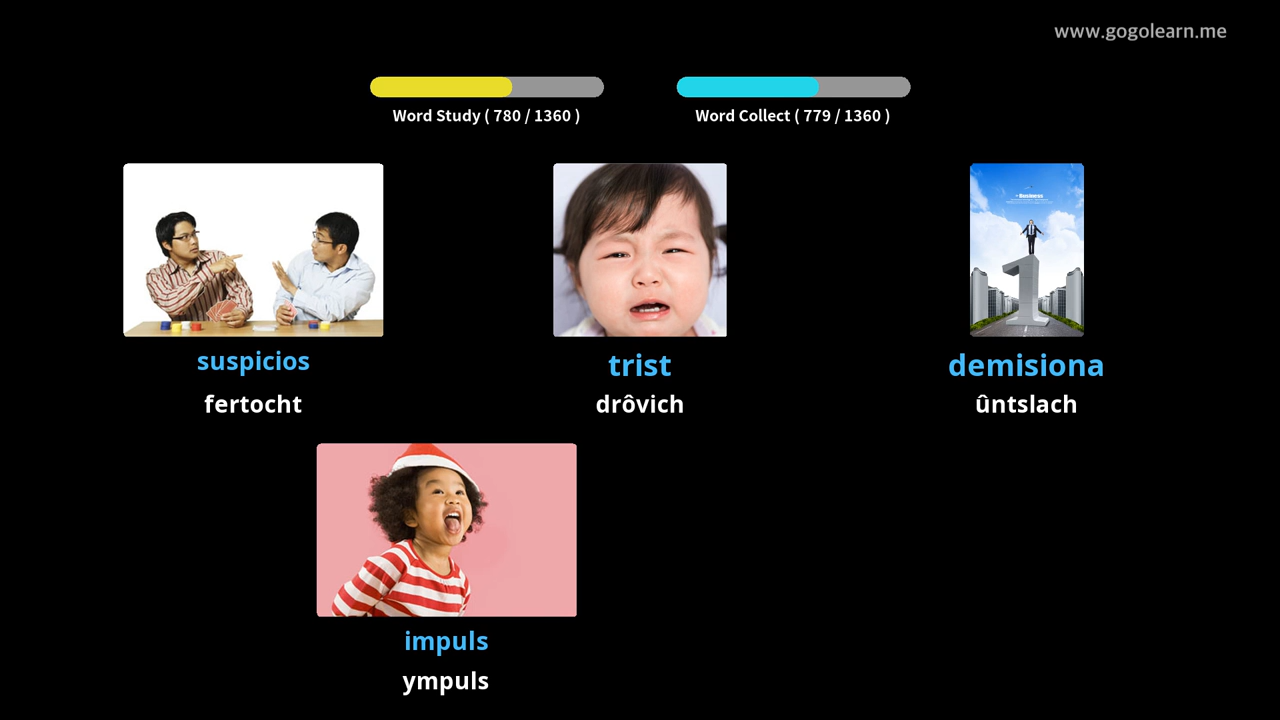 www.gogolearn.me
Word Study ( 780 / 1360 )
Word Collect ( 779 / 1360 )
suspicios
trist
demisiona
fertocht
drôvich
ûntslach
impuls
ympuls